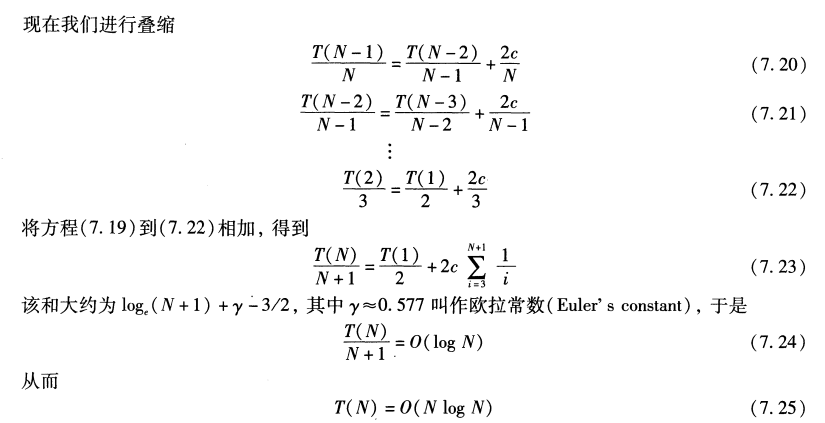 现在我们进行叠缩
T(N-1)/N = T(N-2)/N-1 + 2c/N (7.20)
T(N-2)/N-1 = T(N-3)/N-2 + 2c/N-1 (7.21)
⋮
T(2)/3 = T(1)/2 + 2c/3 (7.22)
将方程(7.19)到(7.22)相加，得到
T(N)/N+1 = T(1)/2 + 2c ∑_{i=3}^{N+1} 1/i (7.23)
该和大约为 logₑ(N+1)+γ-3/2，其中 γ≈0.577 叫作欧拉常数(Euler's constant)，于是
T(N)/N+1 = O(log N) (7.24)
从而
T(N) = O(N log N) (7.25)